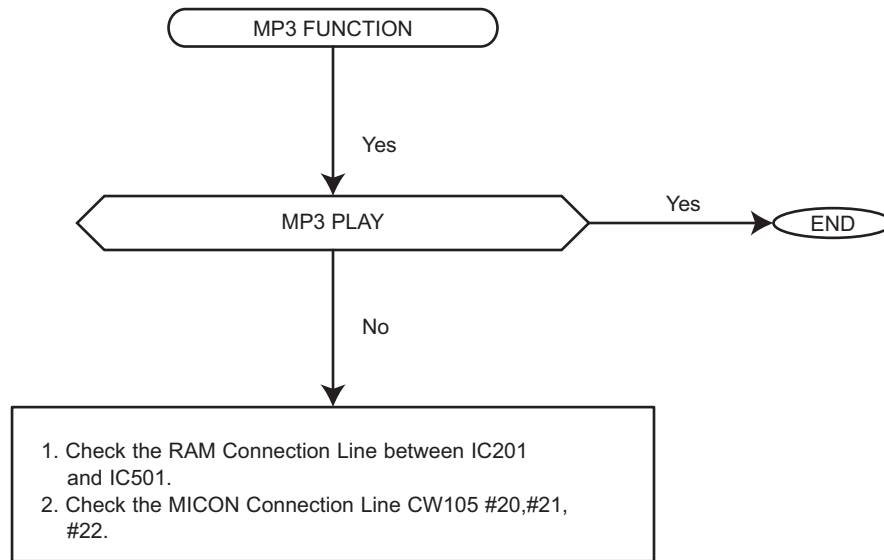 MP3 FUNCTION
Yes
MP3 PLAY
Yes
END
No
1. Check the RAM Connection Line between IC201
and IC501.
2. Check the MICON Connection Line CW105 #20,#21,
#22.